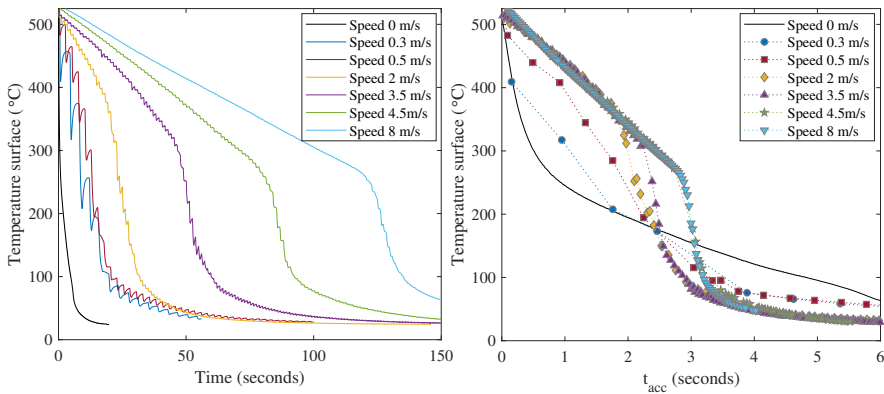 500
400
300
200
100
0
Temperature surface ( °C)
0
50
100
150
Time (seconds)
Speed 0 m/s
Speed 0.3 m/s
Speed 0.5 m/s
Speed 2 m/s
Speed 3.5 m/s
Speed 4.5m/s
Speed 8 m/s
500
400
300
200
100
0
Temperature surface ( °C)
0
1
2
3
4
5
6
t_acc (seconds)
Speed 0 m/s
Speed 0.3 m/s
Speed 0.5 m/s
Speed 2 m/s
Speed 3.5 m/s
Speed 4.5m/s
Speed 8 m/s